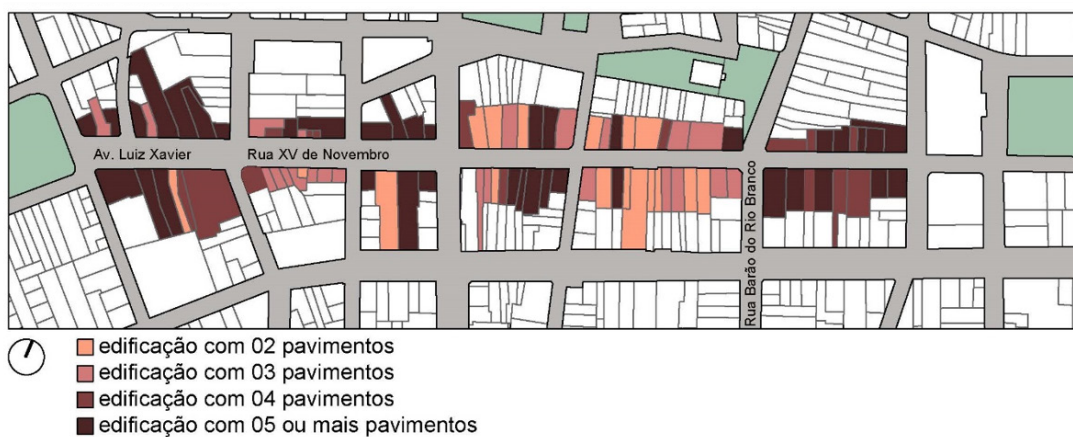 Av. Luiz Xavier
Rua XV de Novembro
Rua Barão do Rio Branco
edificação com 02 pavimentos
edificação com 03 pavimentos
edificação com 04 pavimentos
edificação com 05 ou mais pavimentos